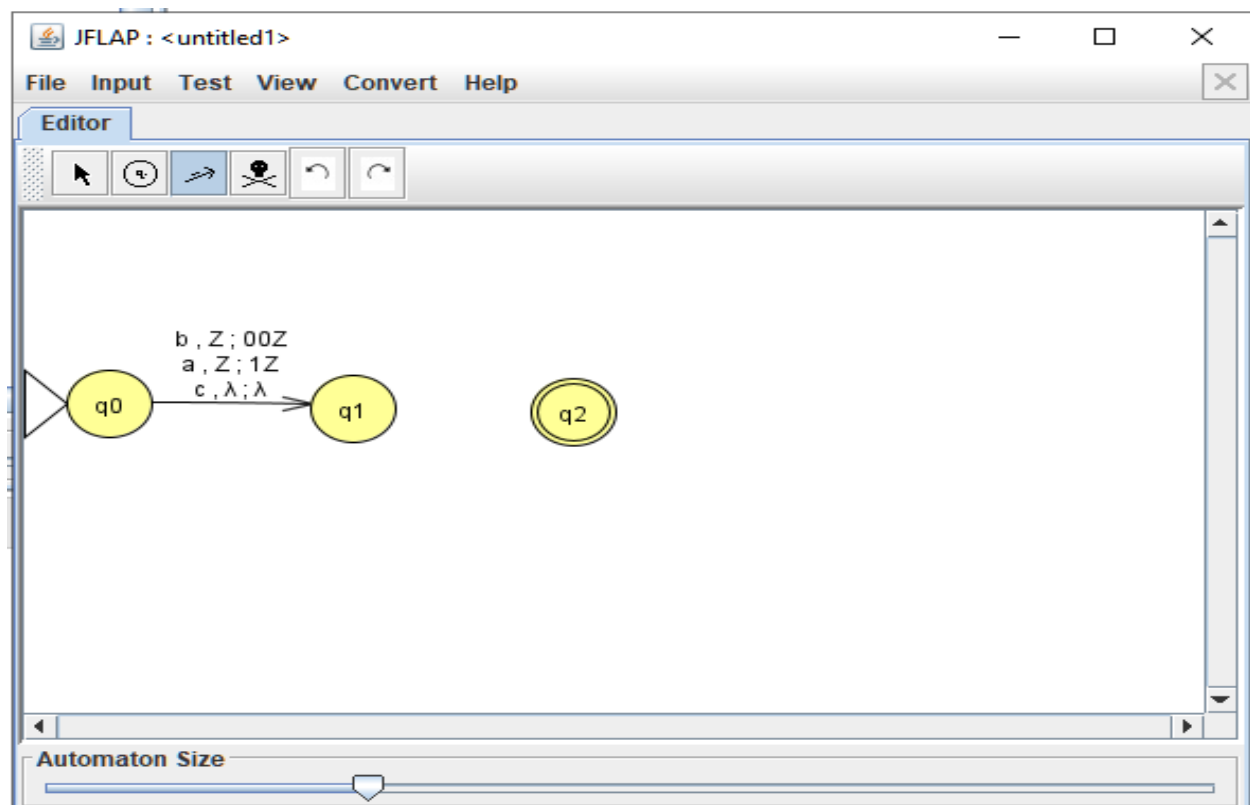 JFLAP : <untitled1>
File Input Test View Convert Help
Editor
b , Z ; 00Z
a , Z ; 1Z
c , λ ; λ
q0
q1
q2
Automaton Size